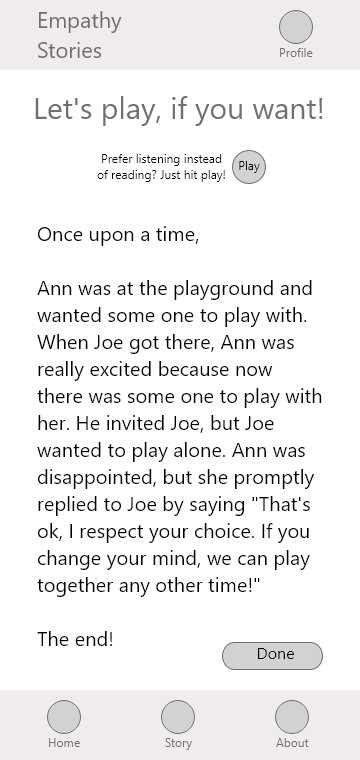 Empathy
Stories
Profile
Let's play, if you want!
Prefer listening instead
of reading? Just hit play!
Play
Once upon a time,
Ann was at the playground and
wanted some one to play with.
When Joe got there, Ann was
really excited because now
there was some one to play with
her. He invited Joe, but Joe
wanted to play alone. Ann was
disappointed, but she promptly
replied to Joe by saying "That's
ok, I respect your choice. If you
change your mind, we can play
together any other time!"
The end!
Done
Home
Story
About